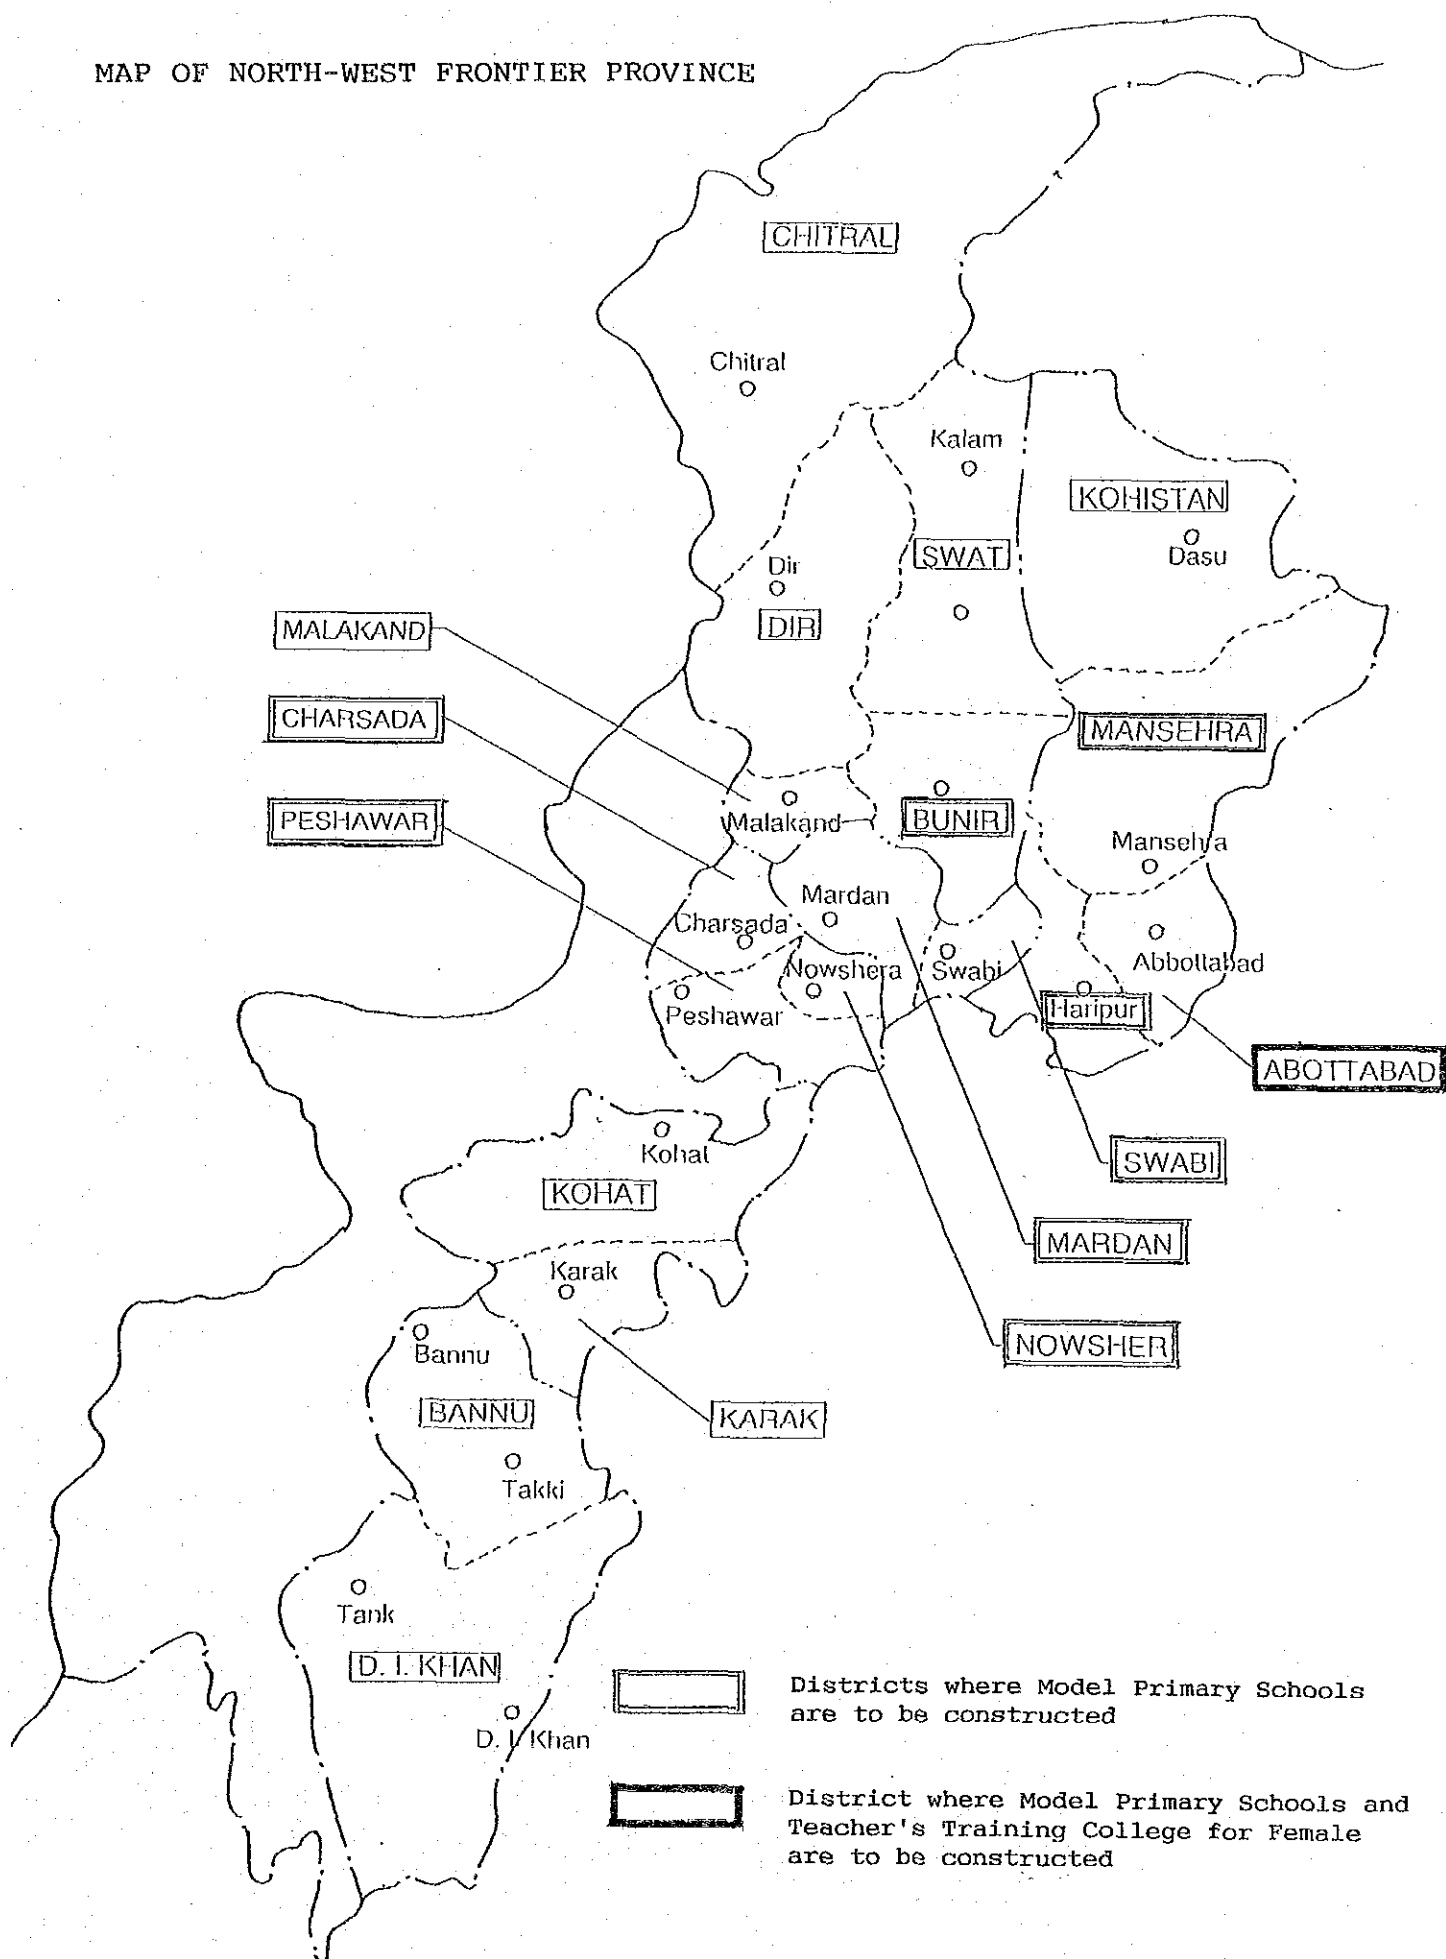 MAP OF NORTH-WEST FRONTIER PROVINCE
CHITRAL
Chitral
Kalam
KOHISTAN
Dasu
SWAT
Dir
DIR
MALAKAND
CHARSADA
MANSEHRA
PESHAWAR
BUNIR
Malakand
Mansehra
Mardan
Charsada
Abbottabad
Nowshera
Swabi
Haripur
Peshawar
ABOTTABAD
Kohat
SWABI
KOHAT
MARDAN
Karak
NOWSHER
Bannu
BANNU
KARAK
Takki
Tank
D. I. KHAN
D. I. Khan
Districts where Model Primary Schools
are to be constructed
District where Model Primary Schools and
Teacher's Training College for Female
are to be constructed